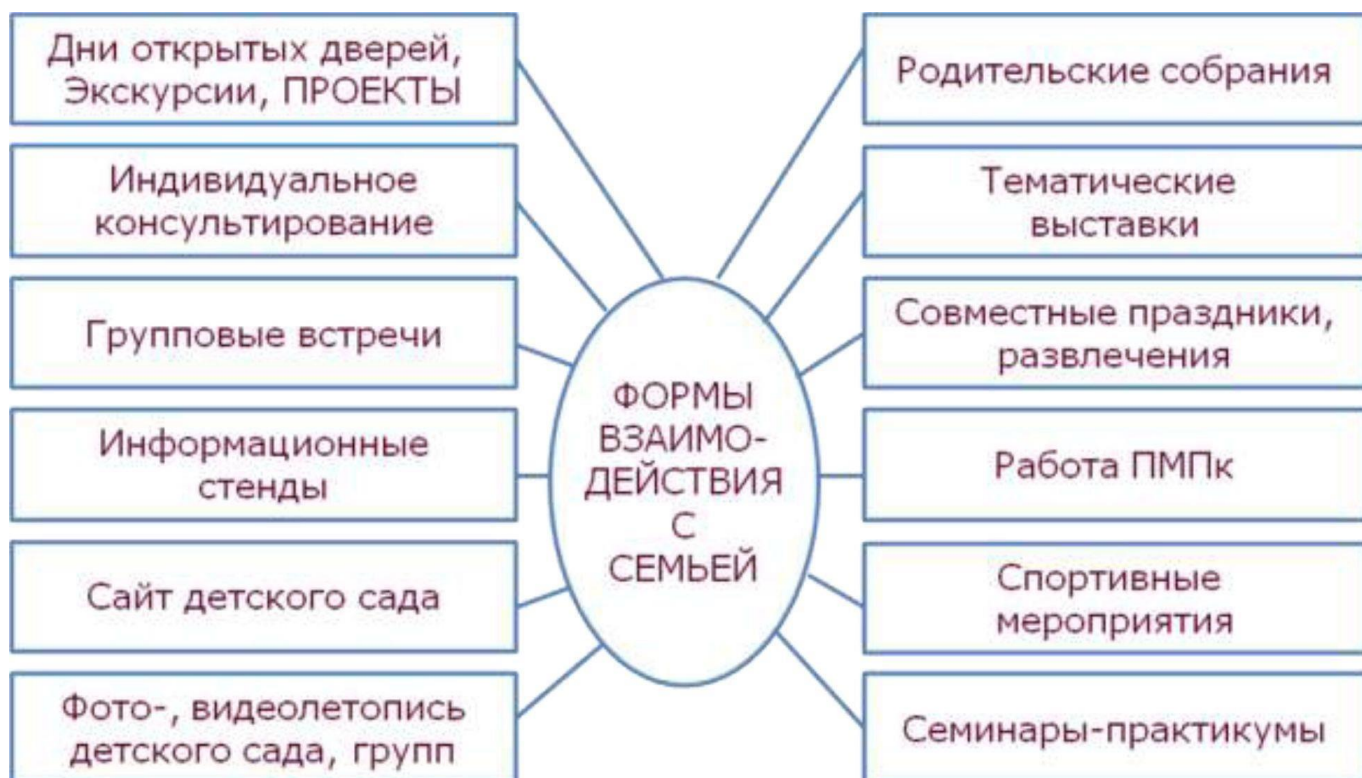 Дни открытых дверей,
Экскурсии, ПРОЕКТЫ
Индивидуальное
консультирование
Групповые встречи
Информационные
стенды
Сайт детского сада
Фото-, видеолетопись
детского сада, групп
ФОРМЫ
ВЗАИМО-
ДЕЙСТВИЯ
С
СЕМЬЕЙ
Родительские собрания
Тематические
выставки
Совместные праздники,
развлечения
Работа ПМПк
Спортивные
мероприятия
Семинары-практикумы